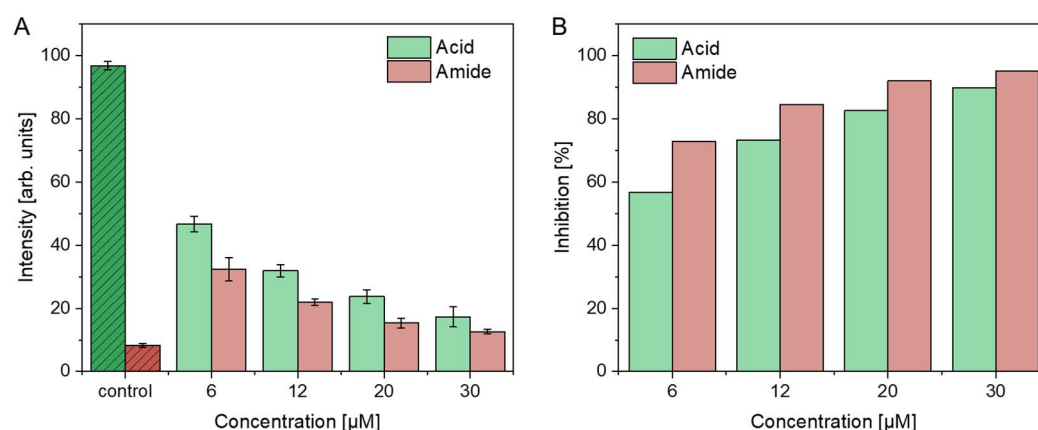 A
Acid
Amide
100
80
60
40
20
0
Intensity [arb. units]
control
6
12
20
30
Concentration [µM]
B
Acid
Amide
100
80
60
40
20
0
Inhibition [%]
6
12
20
30
Concentration [µM]